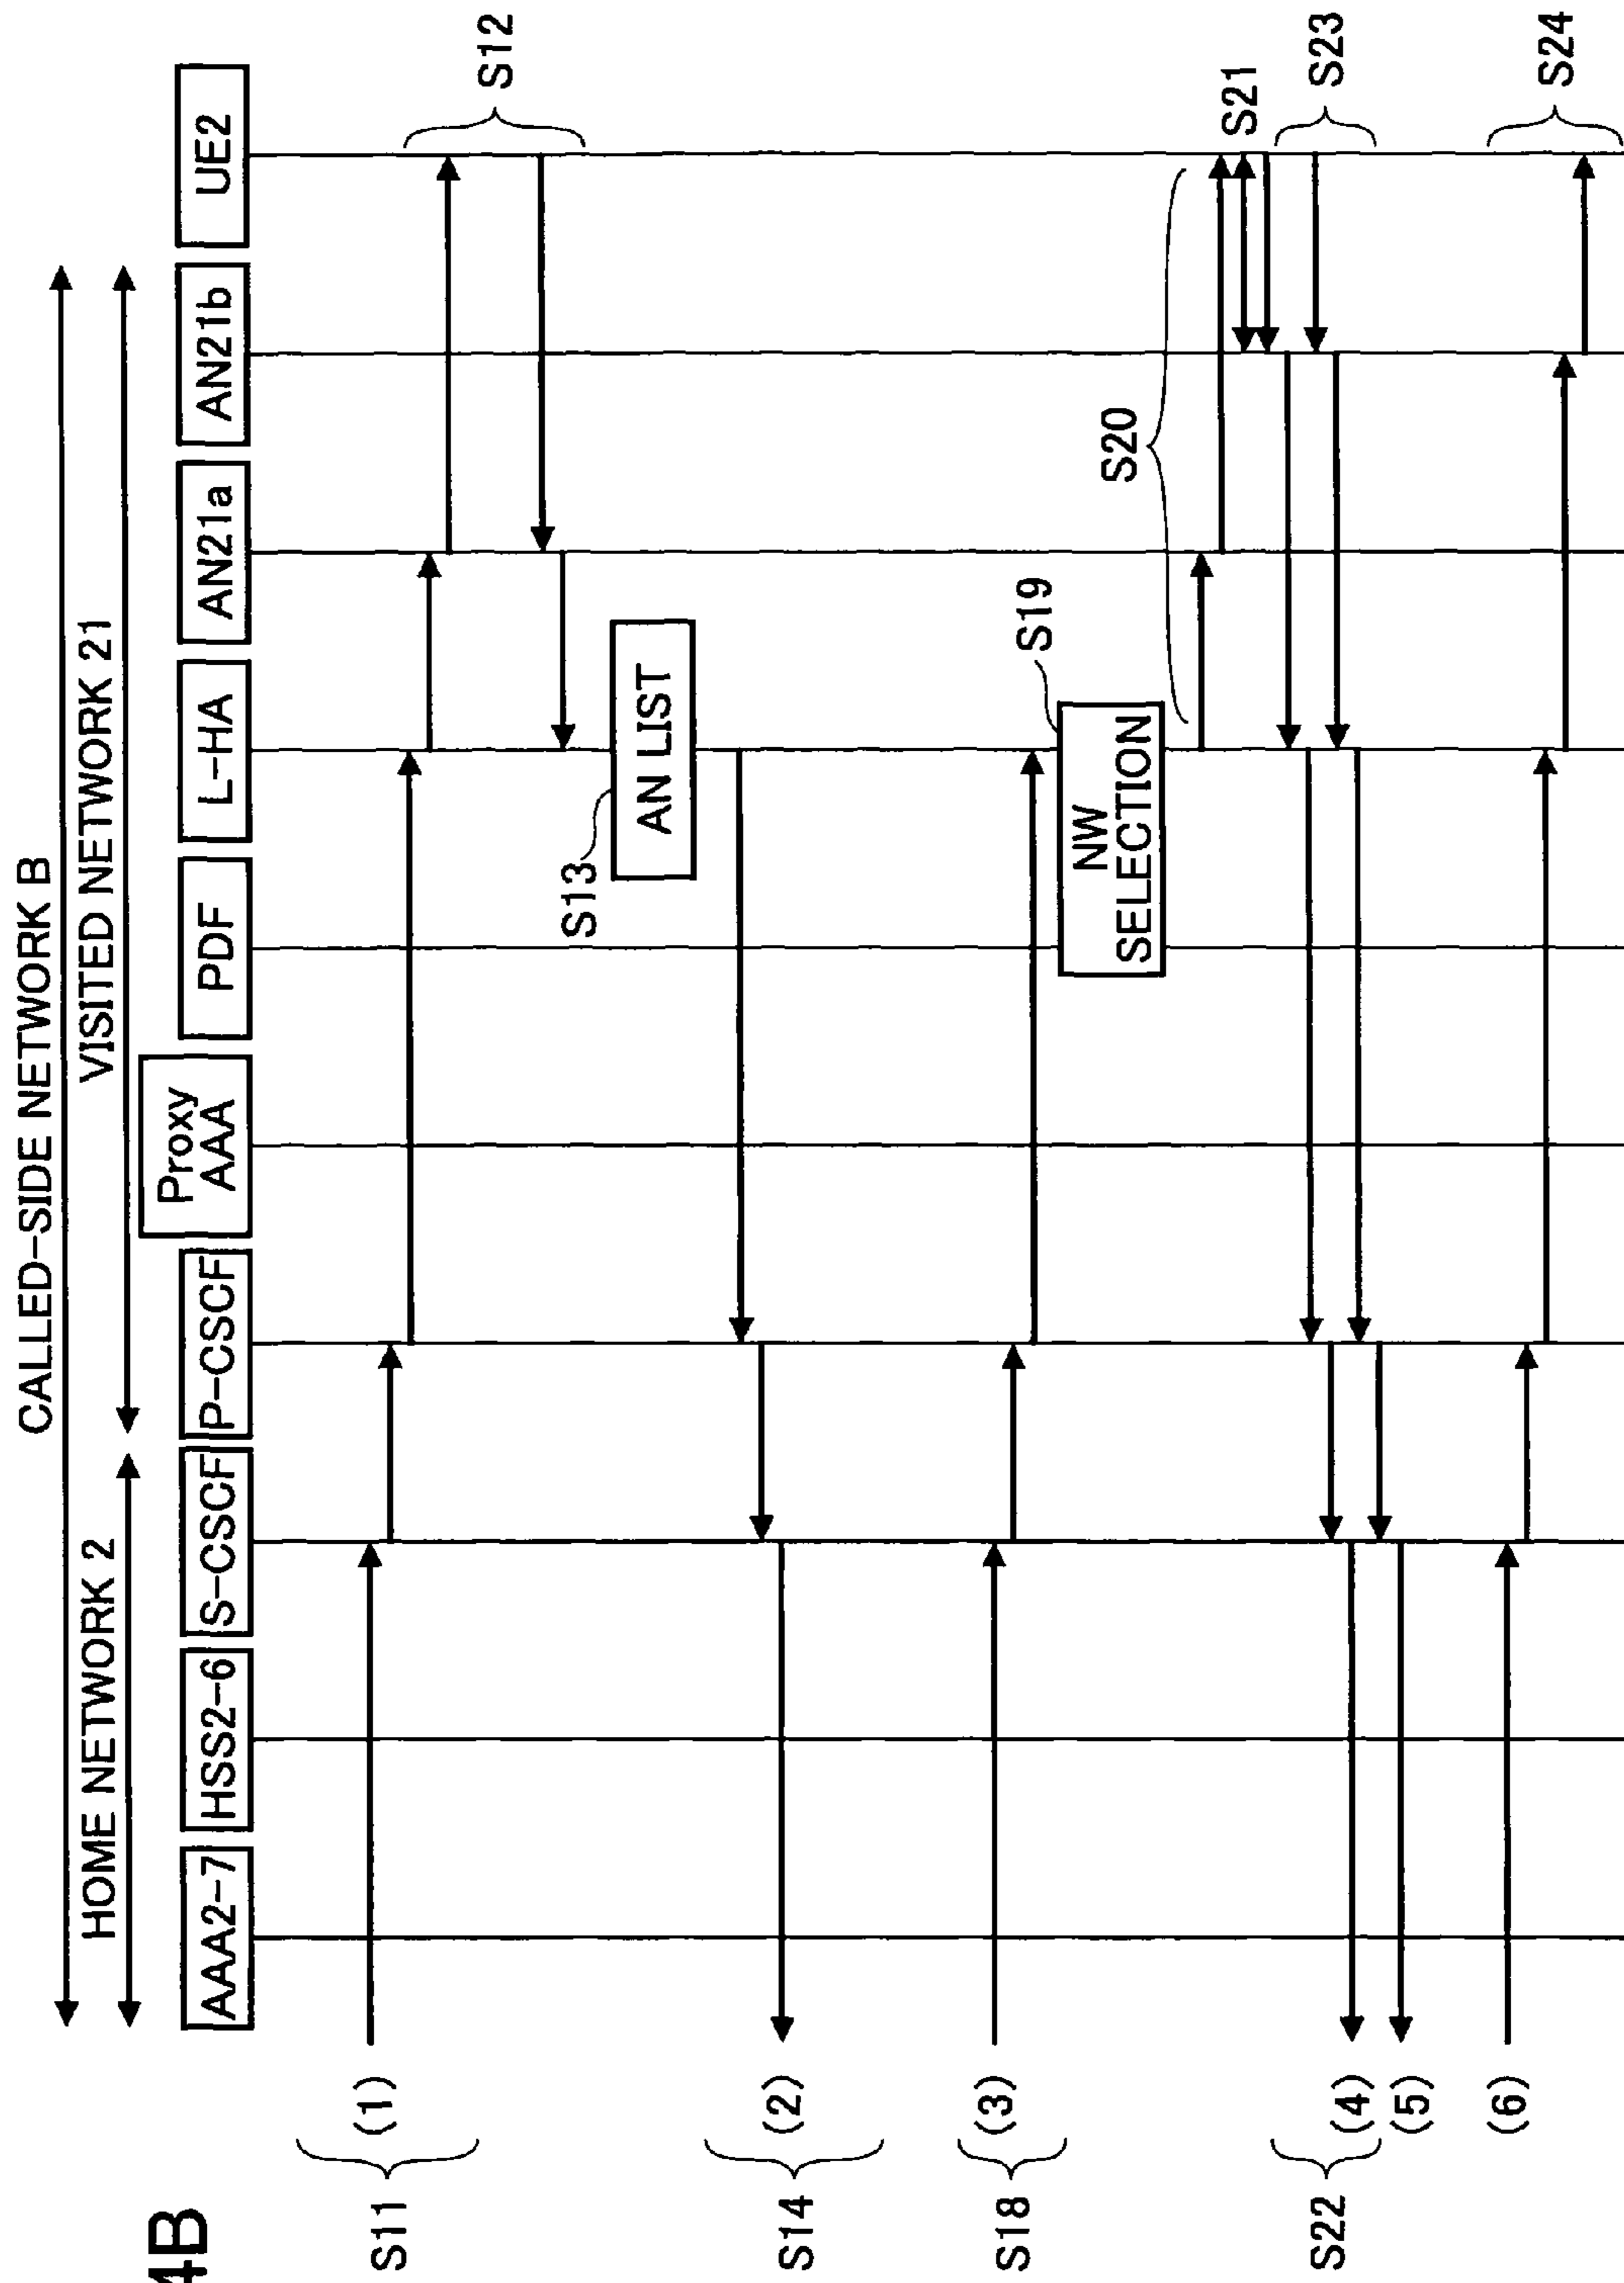 4B
CALLED-SIDE NETWORK B
HOME NETWORK 2
VISITED NETWORK 21
AAA2-7
HSS2-6
S-CSCF
P-CSCF
Proxy
AAA
PDF
L-HA
AN21a
AN21b
UE2
S11
(1)
S12
S13
AN LIST
S14
(2)
S18
(3)
S19
NW
SELECTION
S20
S21
S22
(4)
S23
(5)
(6)
S24